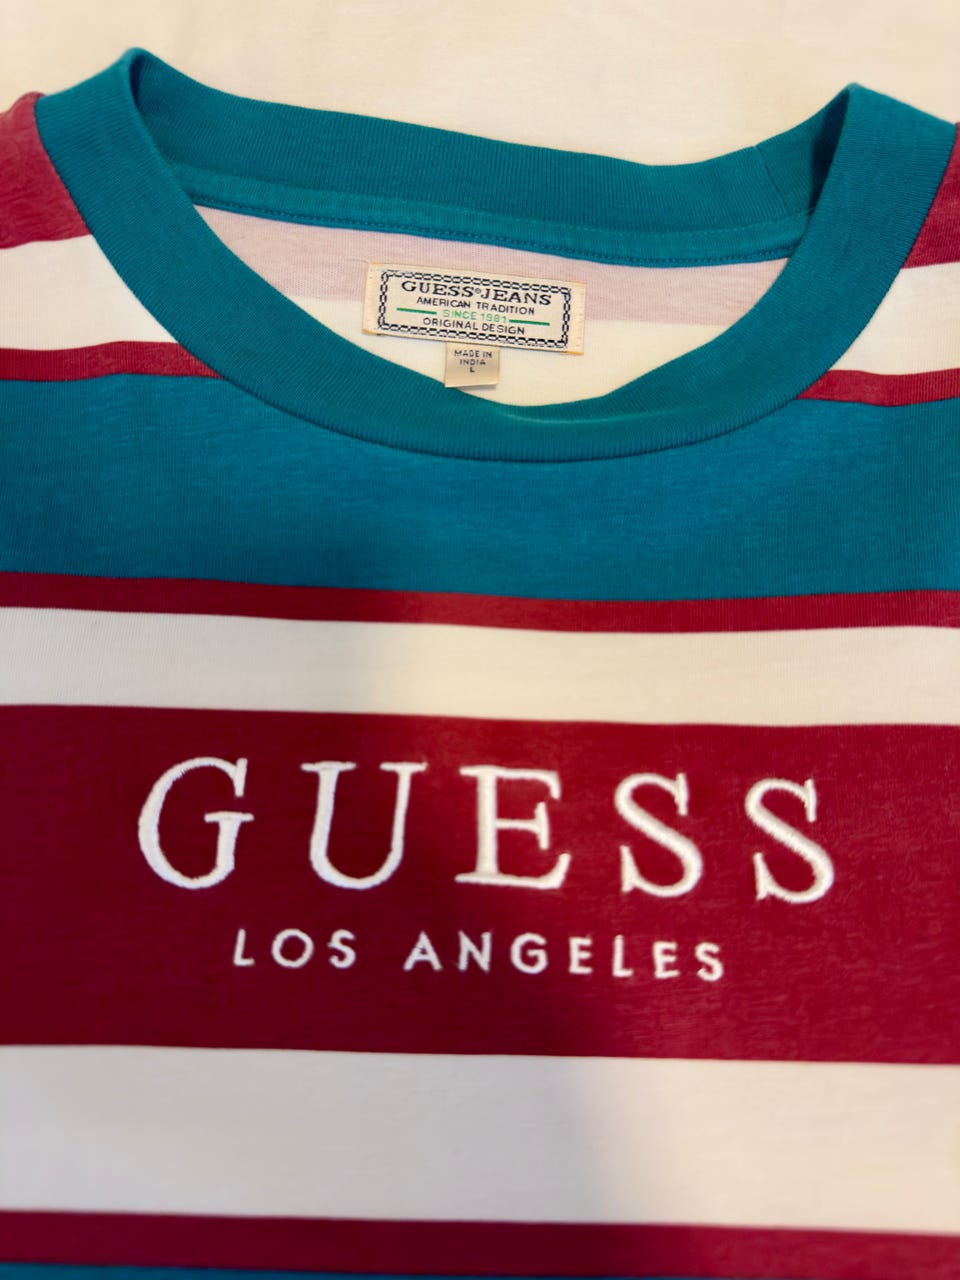 GUESS® JEANS
AMERICAN TRADITION
SINCE 1981
ORIGINAL DESIGN
MADE IN
INDIA
L
GUESS
LOS ANGELES